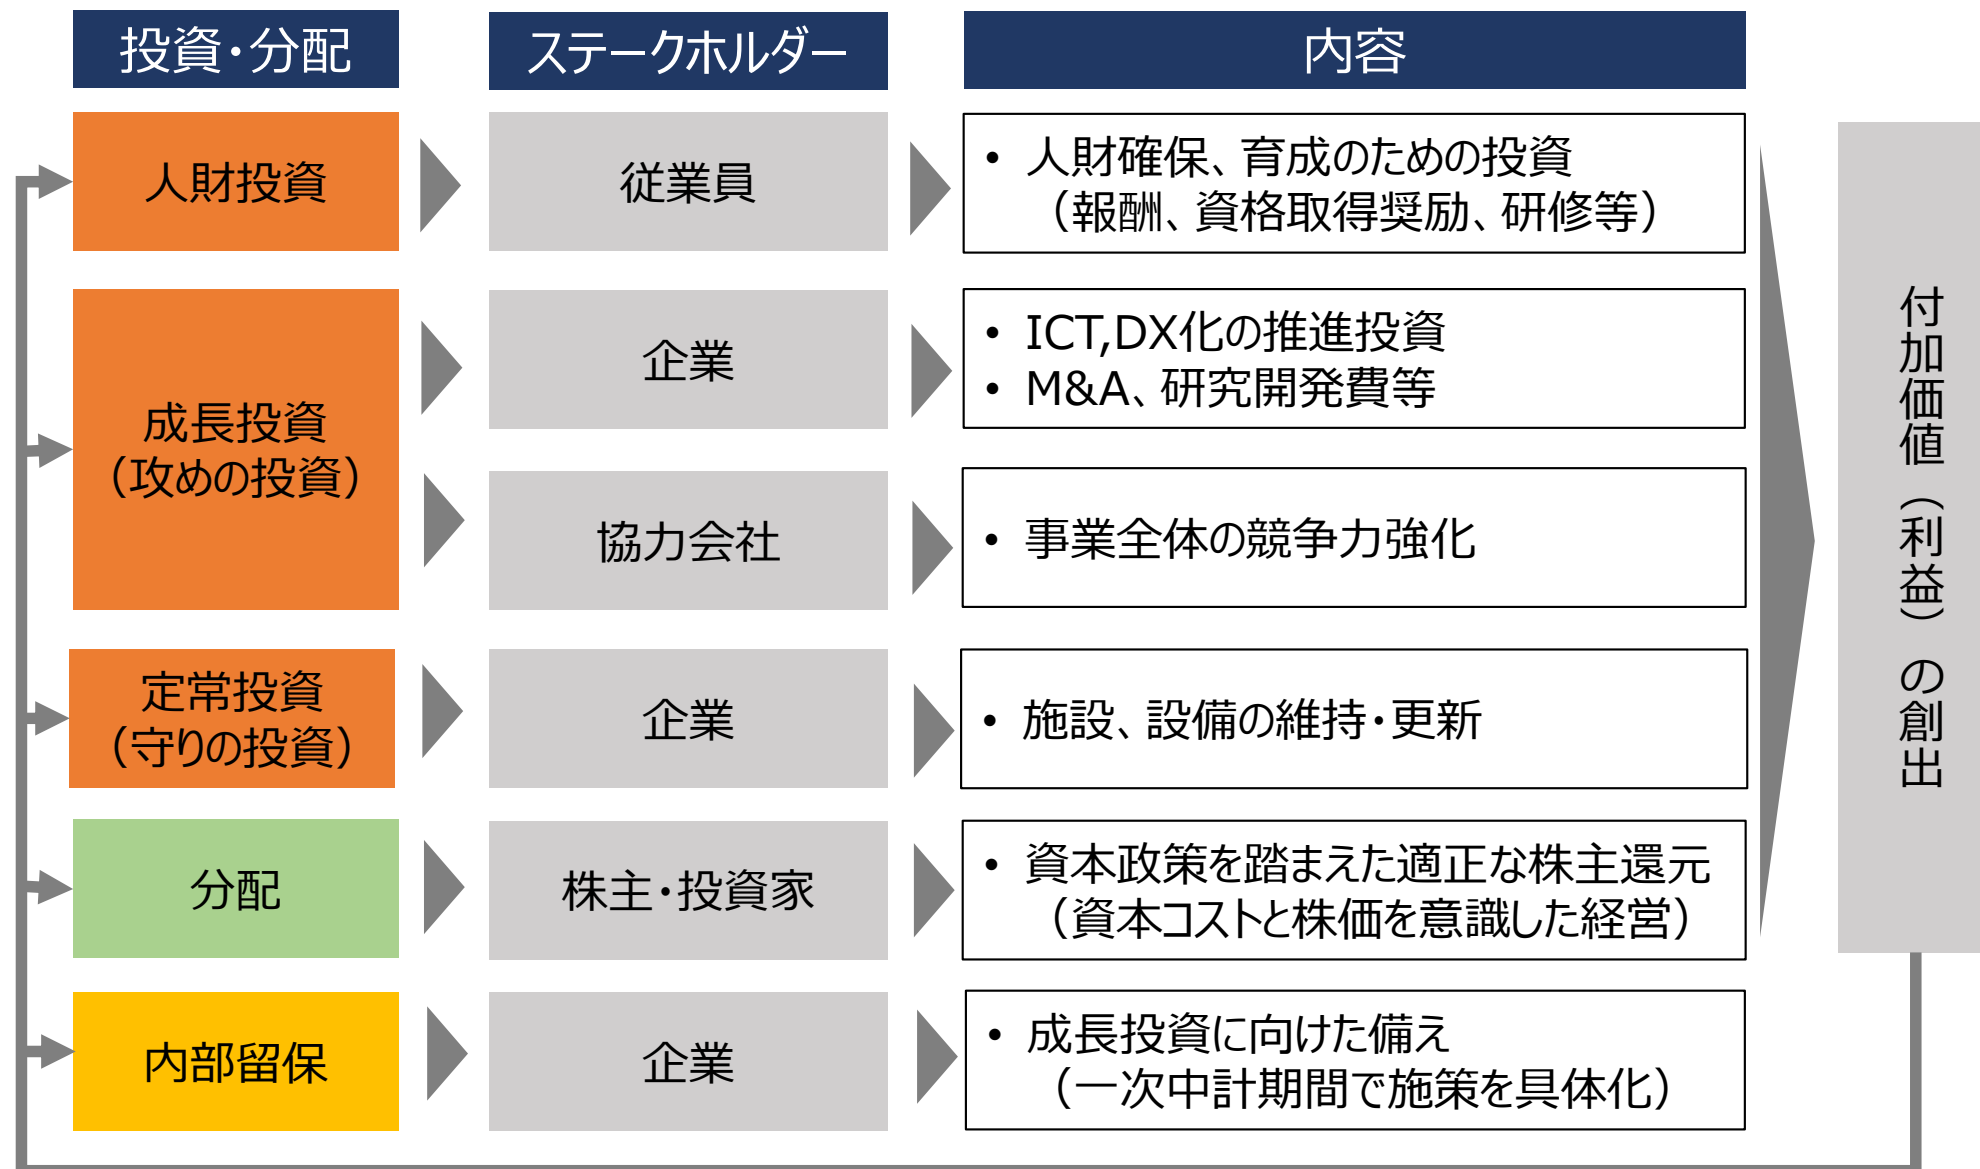 投資・分配
ステークホルダー
内容
人財投資
従業員
• 人財確保、育成のための投資
（報酬、資格取得奨励、研修等）
成長投資
（攻めの投資）
企業
• ICT,DX化の推進投資
• M&A、研究開発費等
協力会社
• 事業全体の競争力強化
定常投資
（守りの投資）
企業
• 施設、設備の維持・更新
分配
株主・投資家
• 資本政策を踏まえた適正な株主還元
（資本コストと株価を意識した経営）
内部留保
企業
• 成長投資に向けた備え
（一次中計期間で施策を具体化）
付加価値（利益）の創出